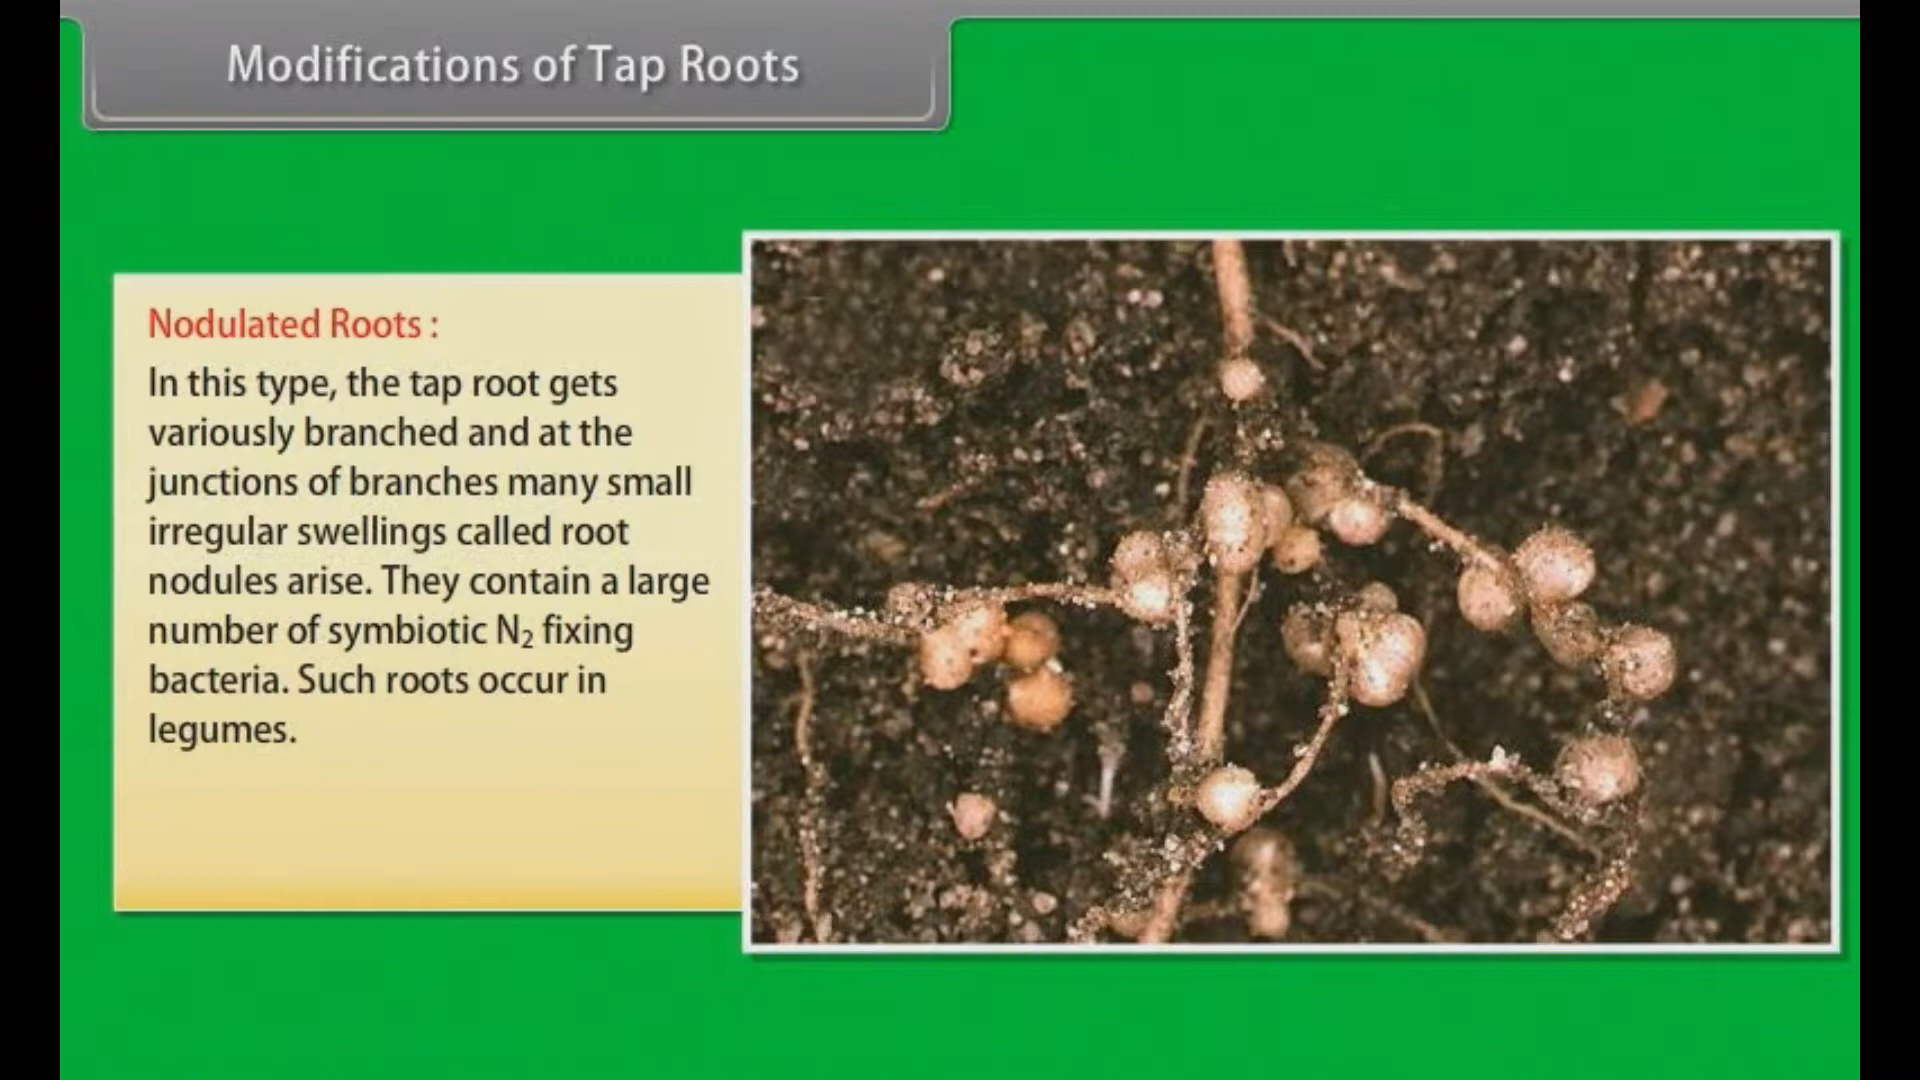 Modifications of Tap Roots
Nodulated Roots :
In this type, the tap root gets
variously branched and at the
junctions of branches many small
irregular swellings called root
nodules arise. They contain a large
number of symbiotic N₂ fixing
bacteria. Such roots occur in
legumes.